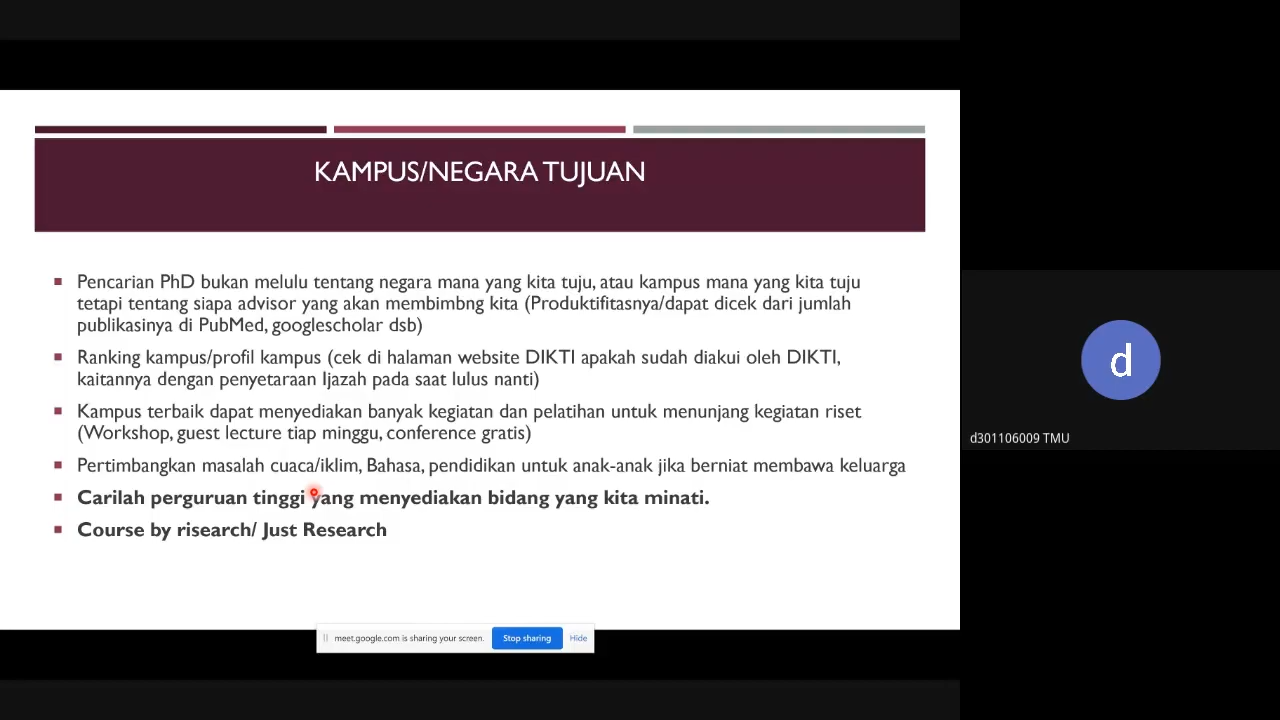 KAMPUS/NEGARA TUJUAN
Pencarian PhD bukan melulu tentang negara mana yang kita tuju, atau kampus mana yang kita tuju
tetapi tentang siapa advisor yang akan membimbng kita (Produktifitasnya/dapat dicek dari jumlah
publikasinya di PubMed, googlescholar dsb)
Ranking kampus/profil kampus (cek di halaman website DIKTI apakah sudah diakui oleh DIKTI,
kaitannya dengan penyetaraan Ijazah pada saat lulus nanti)
Kampus terbaik dapat menyediakan banyak kegiatan dan pelatihan untuk menunjang kegiatan riset
(Workshop, guest lecture tiap minggu, conference gratis)
Pertimbangkan masalah cuaca/iklim, Bahasa, pendidikan untuk anak-anak jika berniat membawa keluarga
Carilah perguruan tinggi yang menyediakan bidang yang kita minati.
Course by risearch/ Just Research
meet.google.com is sharing your screen. Stop sharing Hide
d
d301106009 TMU